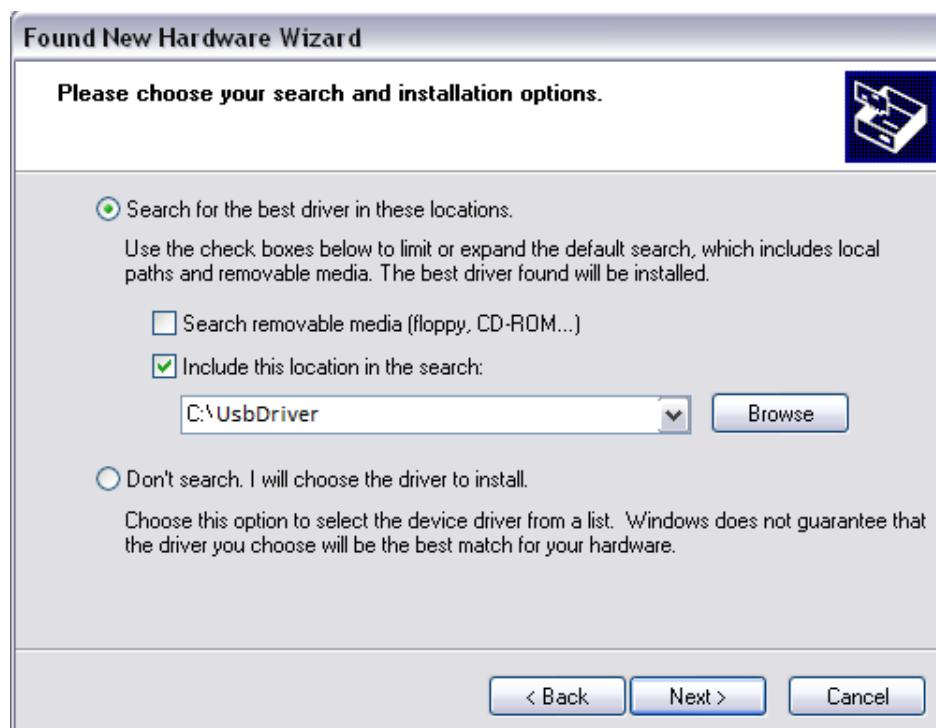 Found New Hardware Wizard
Please choose your search and installation options.
Search for the best driver in these locations.
Use the check boxes below to limit or expand the default search, which includes local
paths and removable media. The best driver found will be installed.
Search removable media (floppy, CD-ROM...)
Include this location in the search:
C:\UsbDriver
Browse
Don't search. I will choose the driver to install.
Choose this option to select the device driver from a list. Windows does not guarantee that
the driver you choose will be the best match for your hardware.
< Back
Next >
Cancel